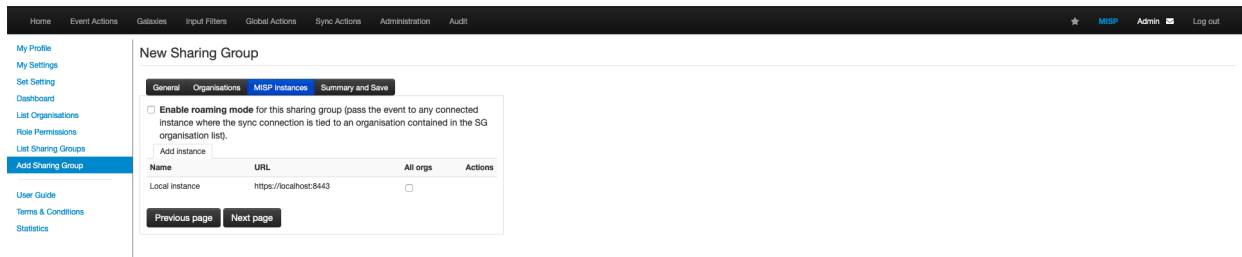 Home Event Actions Galaxies Input Filters Global Actions Sync Actions Administration Audit MISP Admin Log out
My Profile
My Settings
Set Setting
Dashboard
List Organisations
Role Permissions
List Sharing Groups
Add Sharing Group
User Guide
Terms & Conditions
Statistics
New Sharing Group
General Organisations MISP Instances Summary and Save
Enable roaming mode for this sharing group (pass the event to any connected
instance where the sync connection is tied to an organisation contained in the SG
organisation list).
Add instance
Name URL All orgs Actions
Local instance https://localhost:8443
Previous page Next page